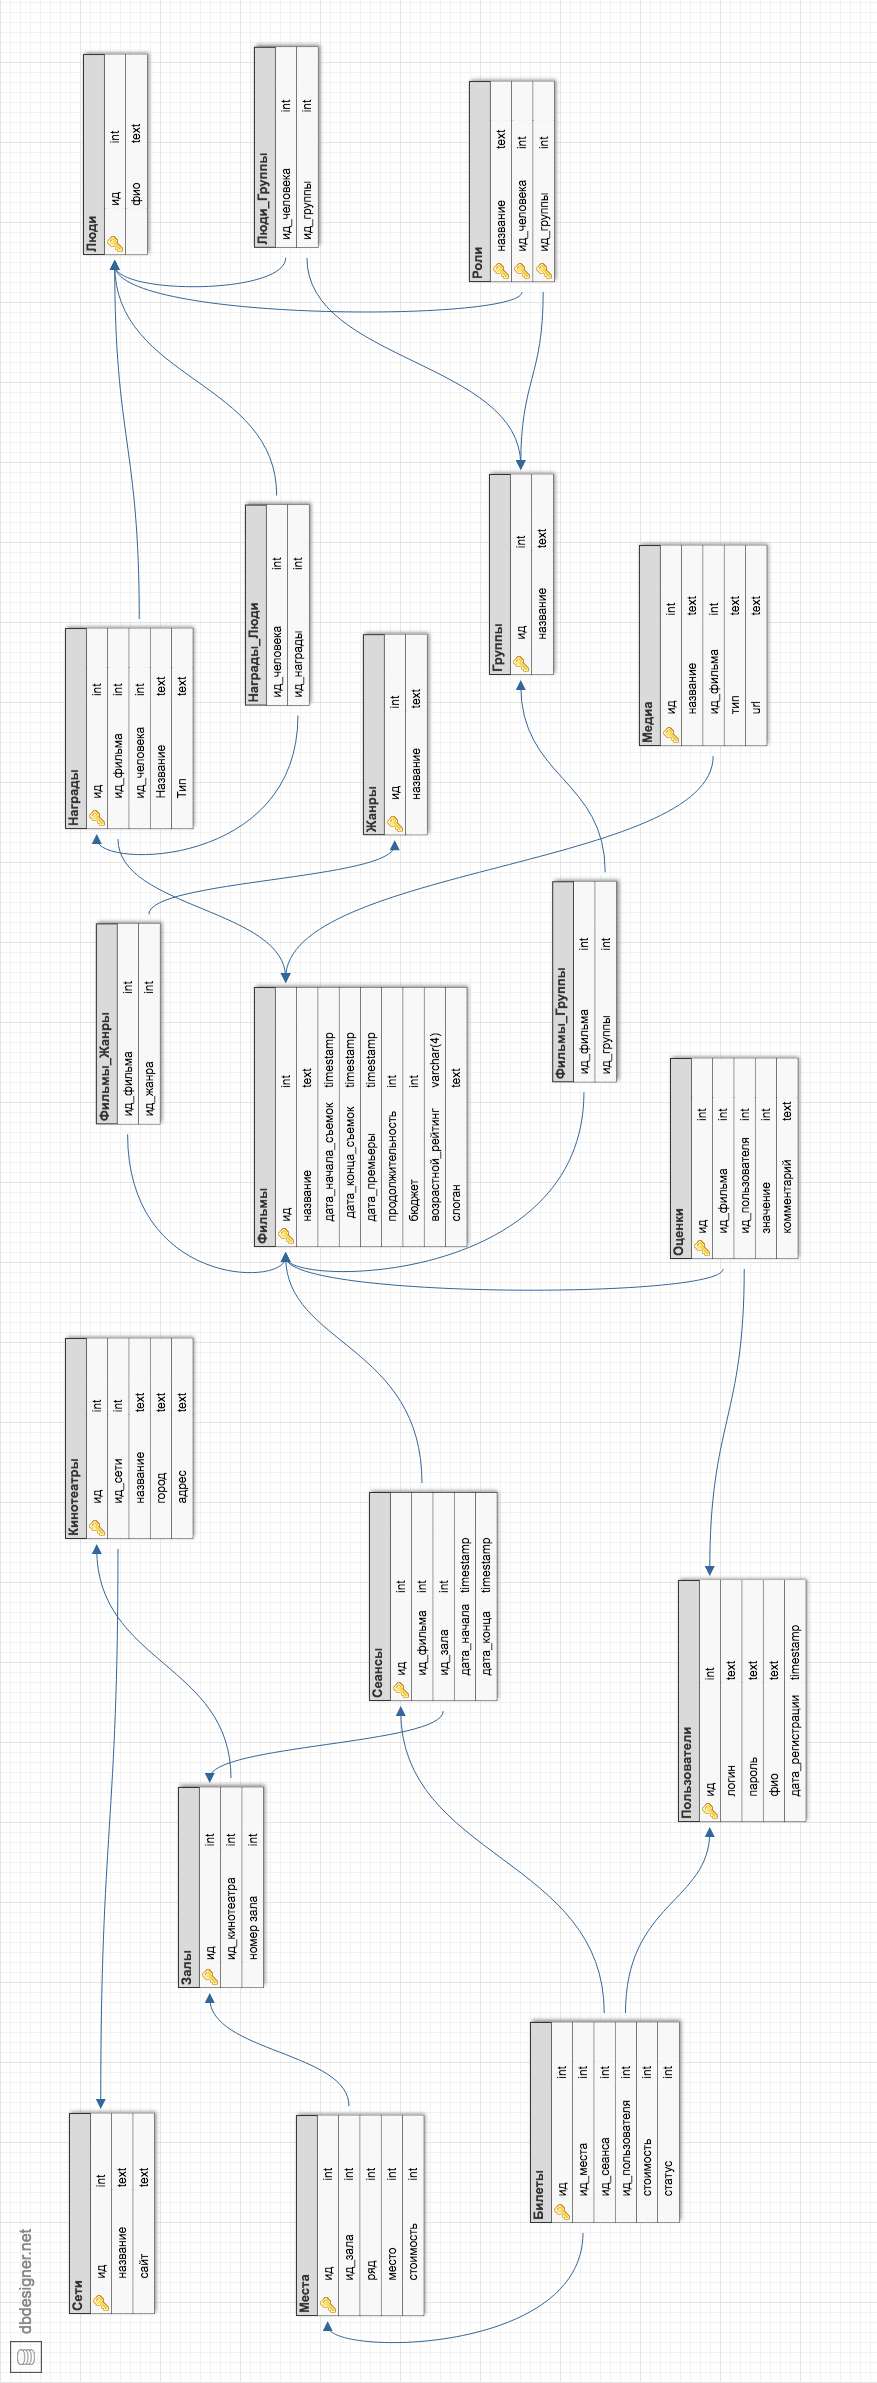 dbdesigner.net
Сети
ид int
название text
сайт text
Кинотеатры
ид int
ид_сети int
название text
город text
адрес text
Фильмы_Жанры
ид_фильма int
ид_жанра int
Награды
ид int
ид_фильма int
ид_человека int
Название text
Тип text
Люди
ид int
фио text
Залы
ид int
ид_кинотеатра int
номер зала int
Награды_Люди
ид_человека int
ид_награды int
Люди_Группы
ид_человека int
ид_группы int
Места
ид int
ид_зала int
ряд int
место int
стоимость int
Сеансы
ид int
ид_фильма int
ид_зала int
дата_начала timestamp
дата_конца timestamp
Фильмы
ид int
название text
дата_начала_съемок timestamp
дата_конца_съемок timestamp
дата_премьеры timestamp
продолжительность int
бюджет int
возрастной_рейтинг varchar(4)
слоган text
Жанры
ид int
название text
Группы
ид int
название text
Роли
название text
ид_человека int
ид_группы int
Билеты
ид int
ид_места int
ид_сеанса int
ид_пользователя int
стоимость int
статус int
Фильмы_Группы
ид_фильма int
ид_группы int
Пользователи
ид int
логин text
пароль text
фио text
дата_регистрации timestamp
Оценки
ид int
ид_фильма int
ид_пользователя int
значение int
комментарий text
Медиа
ид int
название text
ид_фильма int
тип text
url text